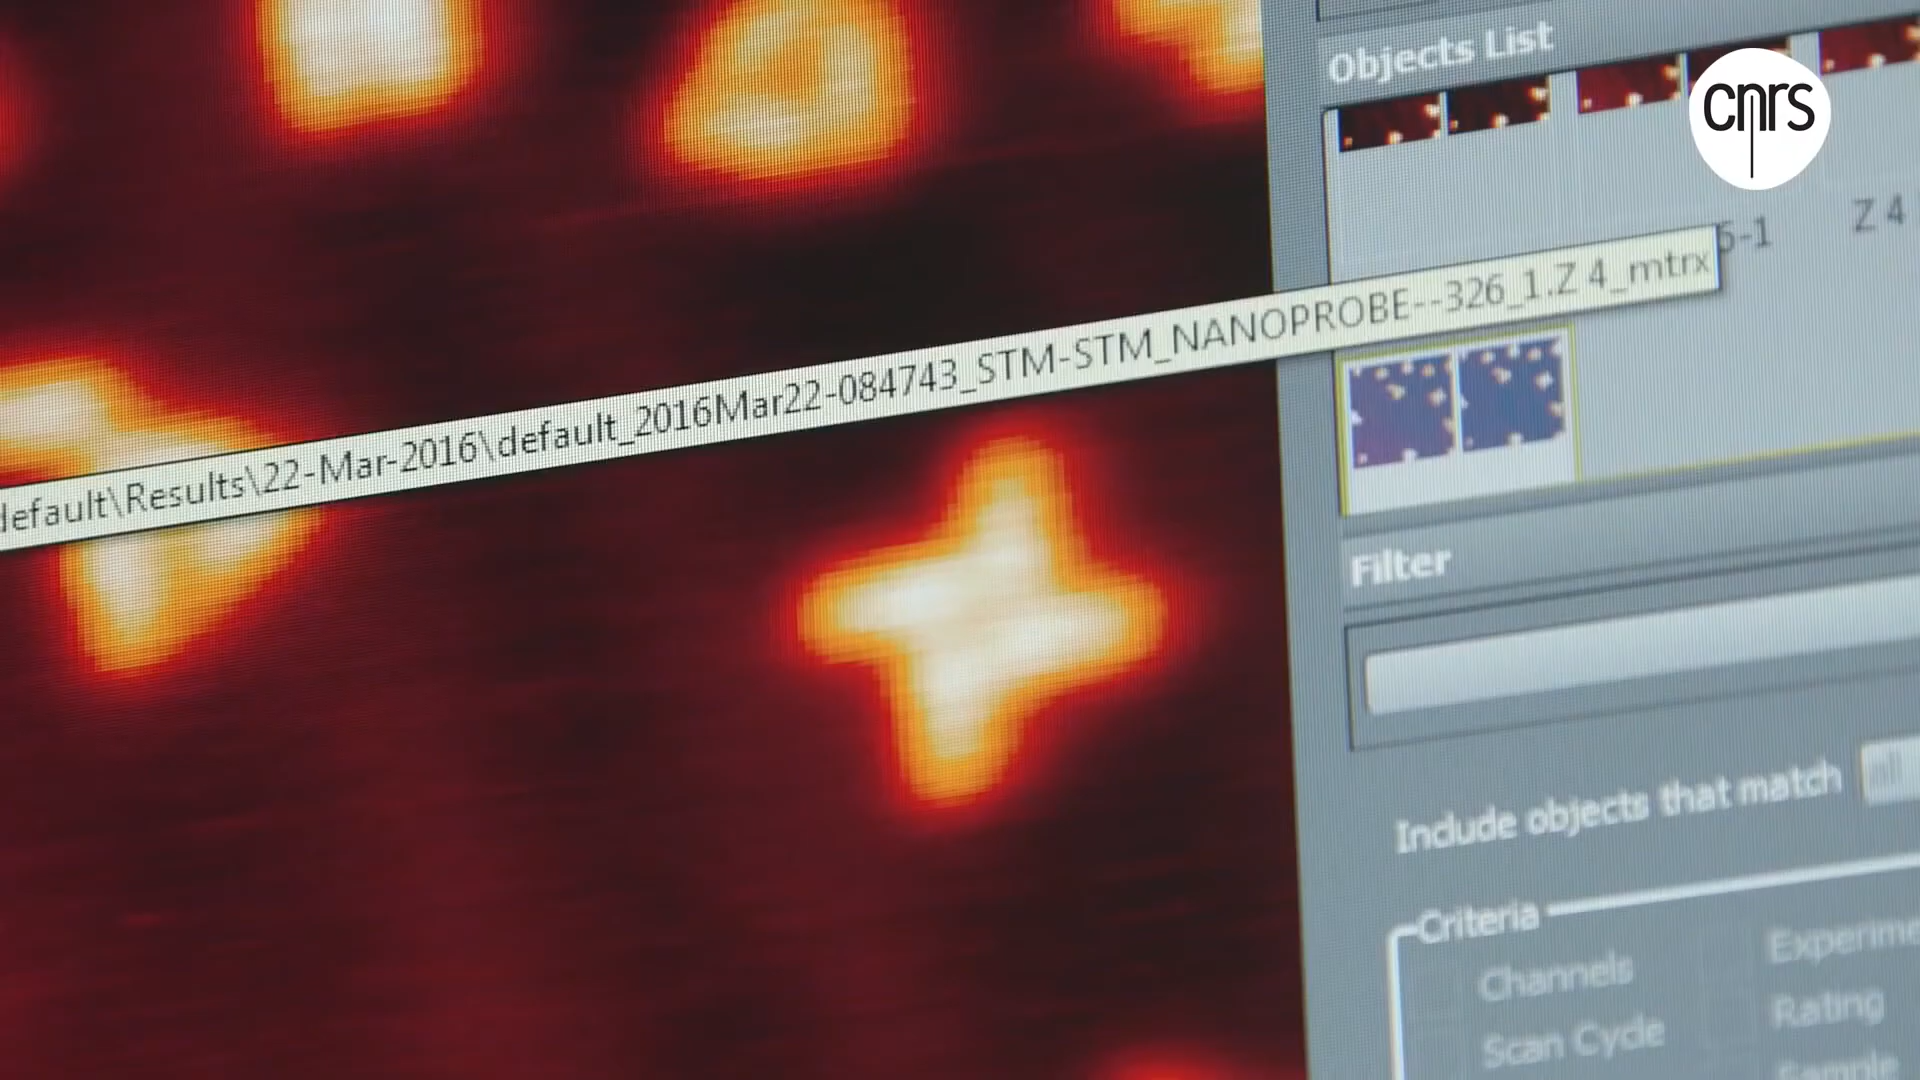 Objects List
cnrs
5-1
Z 4
default\Results\22-Mar-2016\default_2016Mar22-084743_STM-STM_NANOPROBE--326_1.Z 4_mtrx
Filter
Include objects that match
Criteria
Channels
Rating
Scan Cycle
Sample